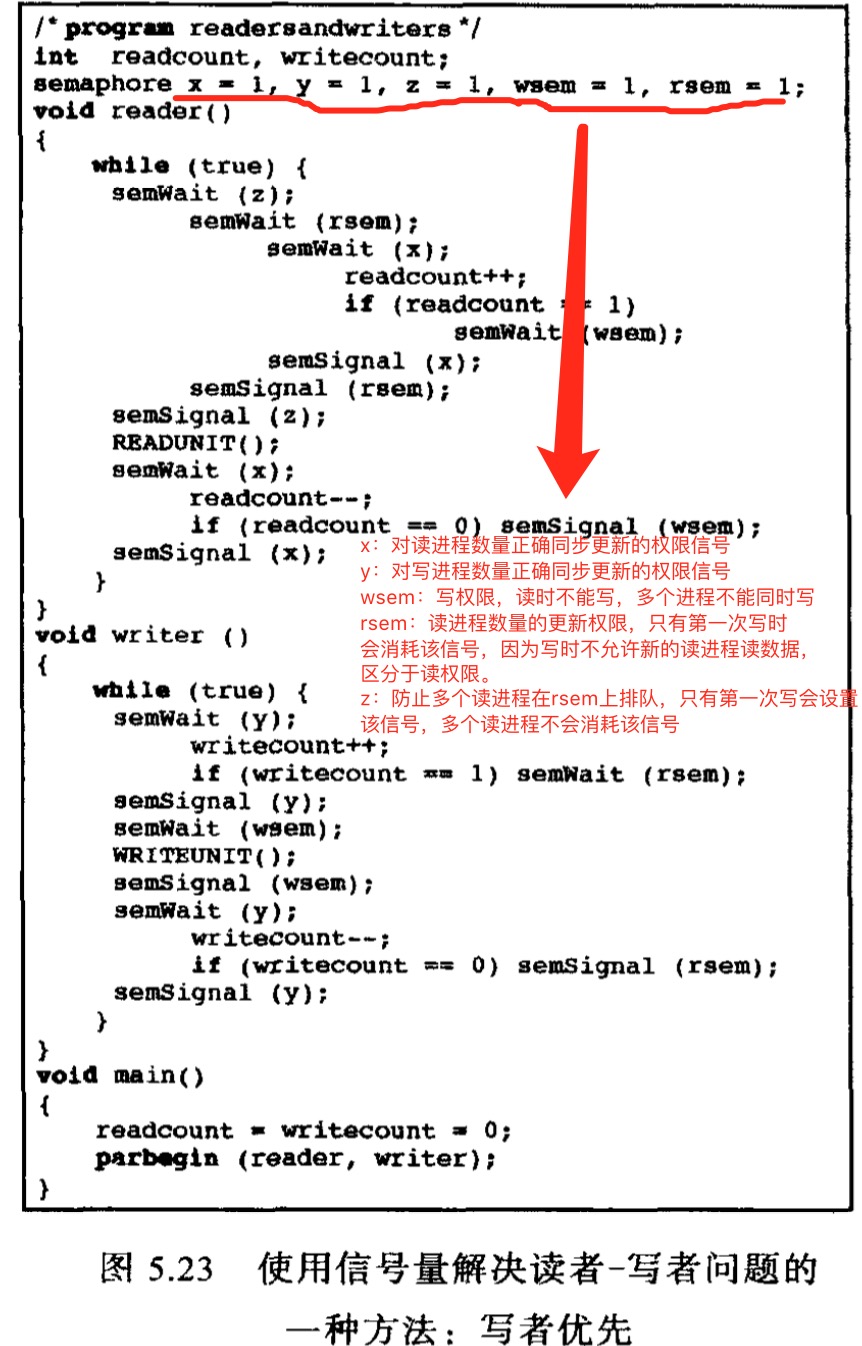 /*program readersandwriters*/
int readcount, writecount;
semaphore x = 1, y = 1, z = 1, wsem = 1, rsem = 1;
void reader()
{
while (true) {
semWait (z);
semWait (rsem);
semWait (x);
readcount++;
if (readcount == 1)
semWait (wsem);
semSignal (x);
semSignal (rsem);
semSignal (z);
READUNIT();
semWait (x);
readcount--;
if (readcount == 0) semSignal (wsem);
semSignal (x);
}
}
x：对读进程数量正确同步更新的权限信号
y：对写进程数量正确同步更新的权限信号
wsem：写权限，读时不能写，多个进程不能同时写
rsem：读进程数量的更新权限，只有第一次写时
会消耗该信号，因为写时不允许新的读进程读数据，
区分于读权限。
z：防止多个读进程在rsem上排队，只有第一次写会设置
该信号，多个读进程不会消耗该信号
void writer ()
{
while (true) {
semWait (y);
writecount++;
if (writecount == 1) semWait (rsem);
semSignal (y);
semWait (wsem);
WRITEUNIT();
semSignal (wsem);
semWait (y);
writecount--;
if (writecount == 0) semSignal (rsem);
semSignal (y);
}
}
void main()
{
readcount = writecount = 0;
parbegin (reader, writer);
}
图 5.23 使用信号量解决读者-写者问题的
一种方法：写者优先